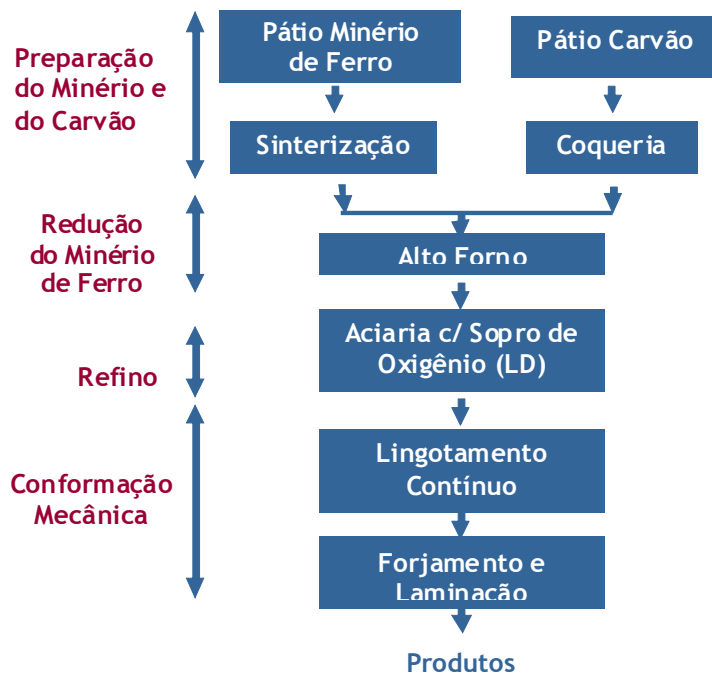 Preparação
do Minério e
do Carvão
Pátio Minério
de Ferro
Pátio Carvão
Sinterização
Coqueria
Redução
do Minério
de Ferro
Alto Forno
Refino
Aciaria c/ Sopro de
Oxigênio (LD)
Conformação
Mecânica
Lingotamento
Contínuo
Forjamento e
Laminação
Produtos